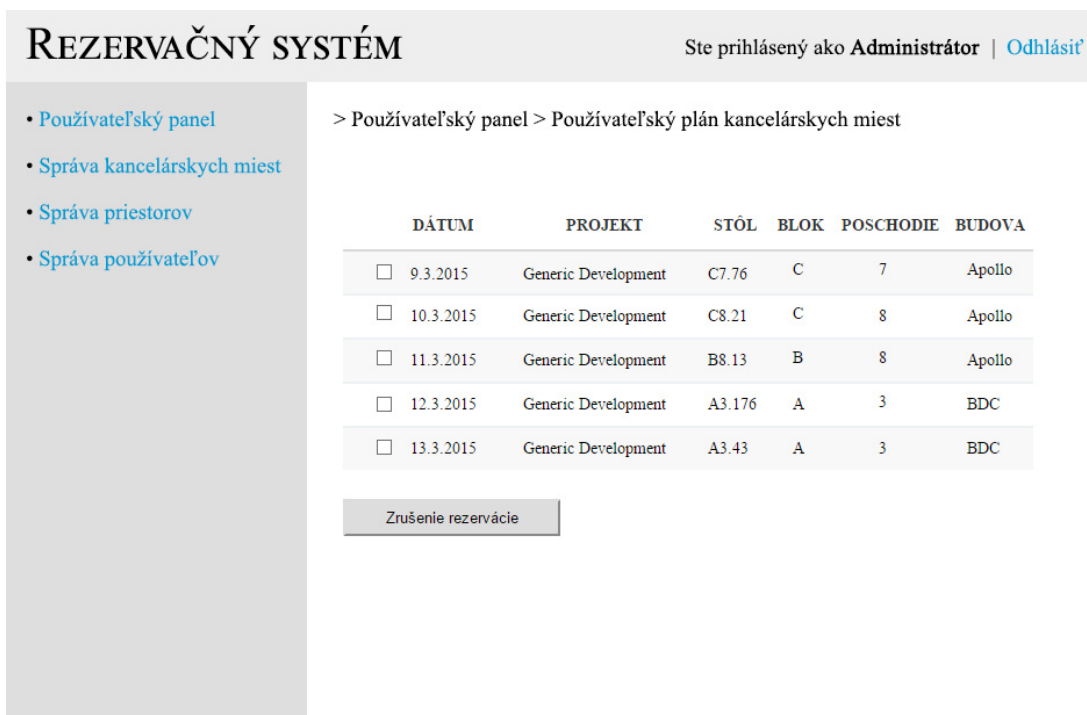 REZERVAČNÝ SYSTÉM
Ste prihlásený ako Administrátor | Odhlásiť
• Používateľský panel
• Správa kancelárskych miest
• Správa priestorov
• Správa používateľov
> Používateľský panel > Používateľský plán kancelárskych miest
DÁTUM PROJEKT STÔL BLOK POSCHODIE BUDOVA
9.3.2015 Generic Development C7.76 C 7 Apollo
10.3.2015 Generic Development C8.21 C 8 Apollo
11.3.2015 Generic Development B8.13 B 8 Apollo
12.3.2015 Generic Development A3.176 A 3 BDC
13.3.2015 Generic Development A3.43 A 3 BDC
Zrušenie rezervácie